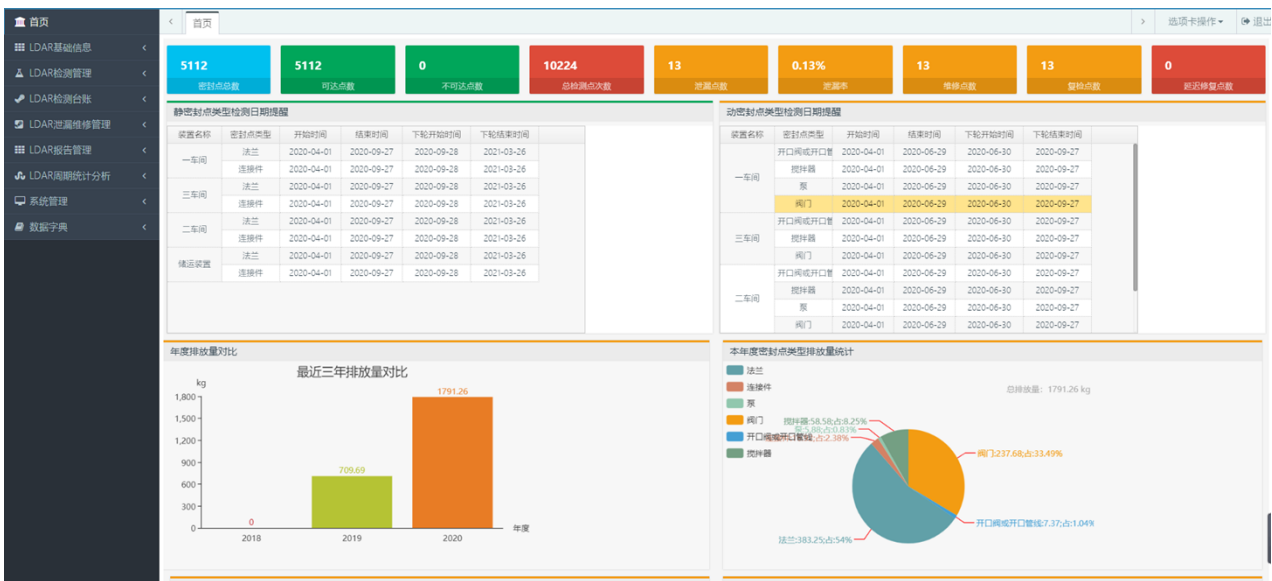 首页
LDAR基础信息
LDAR检测管理
LDAR检测台账
LDAR泄漏维修管理
LDAR报告管理
LDAR周期统计分析
系统管理
数据字典
首页 选项卡操作 退出
5112 5112 0 10224 13 0.13% 13 13 0
密封点总数 可达点数 不可达点数 总检测点次数 泄漏点数 泄漏率 维修点数 复检点数 延迟修复点数
静密封点类型检测日期提醒
装置名称 密封点类型 开始时间 结束时间 下轮开始时间 下轮结束时间
一车间 法兰 2020-04-01 2020-09-27 2020-09-28 2021-03-26
连接件 2020-04-01 2020-09-27 2020-09-28 2021-03-26
三车间 法兰 2020-04-01 2020-09-27 2020-09-28 2021-03-26
连接件 2020-04-01 2020-09-27 2020-09-28 2021-03-26
二车间 法兰 2020-04-01 2020-09-27 2020-09-28 2021-03-26
连接件 2020-04-01 2020-09-27 2020-09-28 2021-03-26
储运装置 法兰 2020-04-01 2020-09-27 2020-09-28 2021-03-26
连接件 2020-04-01 2020-09-27 2020-09-28 2021-03-26
动密封点类型检测日期提醒
装置名称 密封点类型 开始时间 结束时间 下轮开始时间 下轮结束时间
一车间 开口阀或开口管 2020-04-01 2020-06-29 2020-06-30 2020-09-27
搅拌器 2020-04-01 2020-06-29 2020-06-30 2020-09-27
泵 2020-04-01 2020-06-29 2020-06-30 2020-09-27
阀门 2020-04-01 2020-06-29 2020-06-30 2020-09-27
三车间 开口阀或开口管 2020-04-01 2020-06-29 2020-06-30 2020-09-27
搅拌器 2020-04-01 2020-06-29 2020-06-30 2020-09-27
阀门 2020-04-01 2020-06-29 2020-06-30 2020-09-27
二车间 开口阀或开口管 2020-04-01 2020-06-29 2020-06-30 2020-09-27
搅拌器 2020-04-01 2020-06-29 2020-06-30 2020-09-27
泵 2020-04-01 2020-06-29 2020-06-30 2020-09-27
阀门 2020-04-01 2020-06-29 2020-06-30 2020-09-27
年度排放量对比
最近三年排放量对比
kg
1,800
1,500
1,200
900
600
300
0
0
709.69
1791.26
2018 2019 2020
年度
本年度密封点类型排放量统计
法兰
连接件
泵
阀门
开口阀或开口管线
搅拌器
总排放量：1791.26 kg
搅拌器:58.58;占:8.25%
泵:5.88;占:0.83%
占:2.38%
阀门:237.68;占:33.49%
开口阀或开口管线:7.37;占:1.04%
法兰:383.25;占:54%